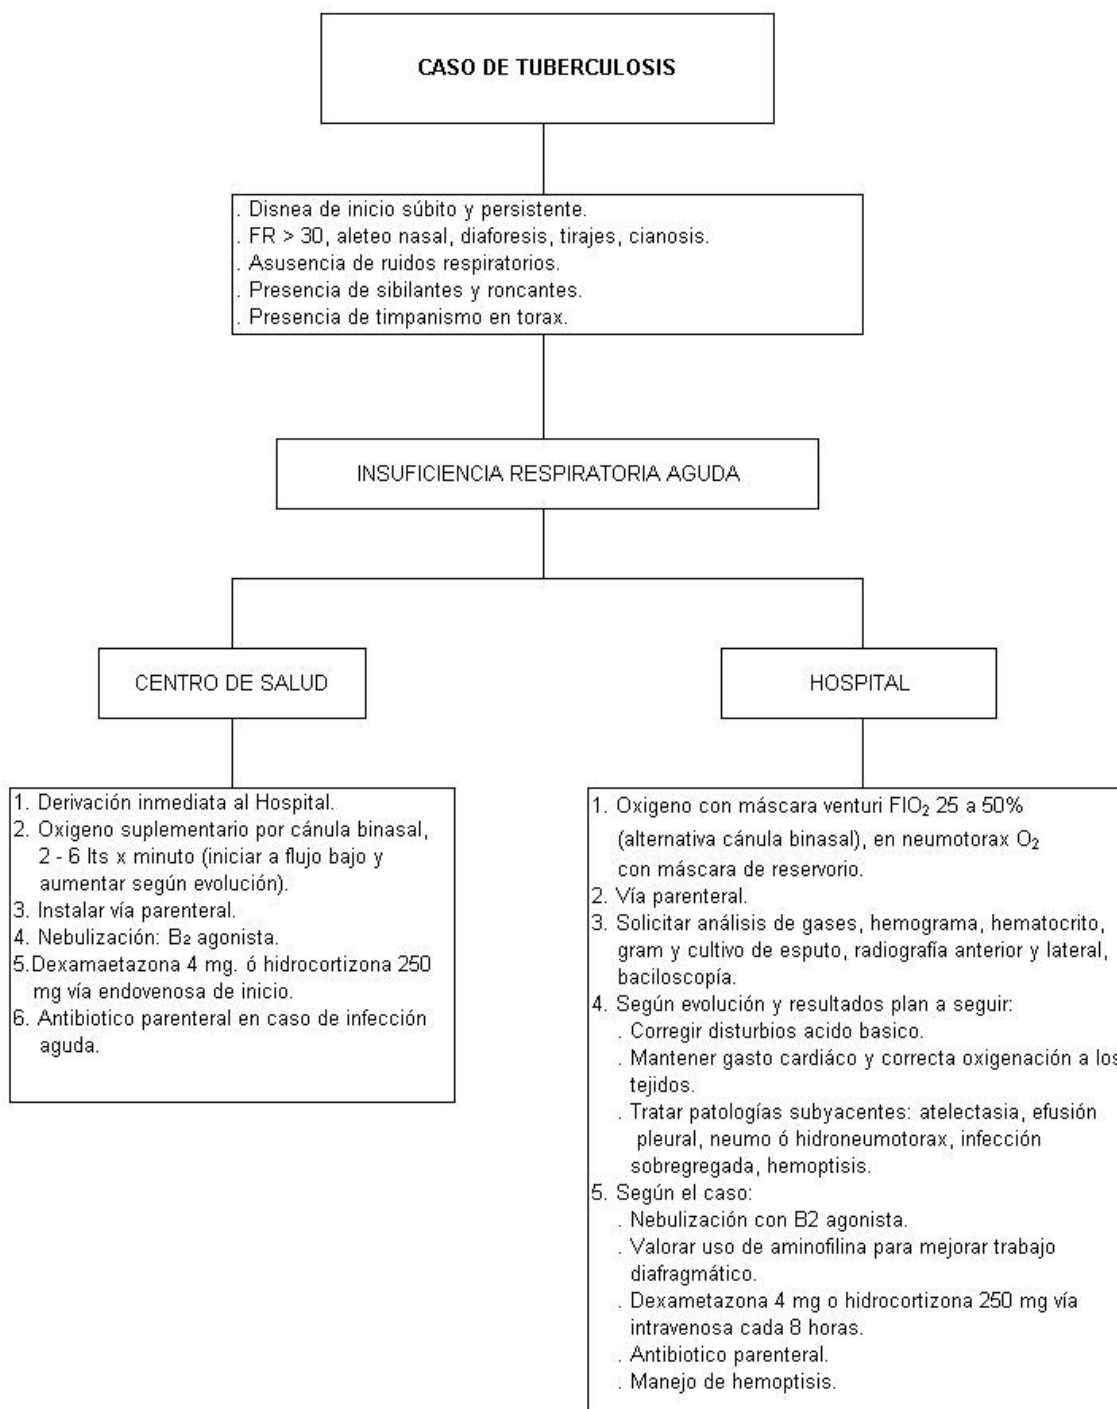 CASO DE TUBERCULOSIS
. Disnea de inicio súbito y persistente.
. FR > 30, aleteo nasal, diaforesis, tirajes, cianosis.
. Asusencia de ruidos respiratorios.
. Presencia de sibilantes y roncantes.
. Presencia de timpanismo en torax.
INSUFICIENCIA RESPIRATORIA AGUDA
CENTRO DE SALUD
1. Derivación inmediata al Hospital.
2. Oxigeno suplementario por cánula binasal,
2 - 6 lts x minuto (iniciar a flujo bajo y
aumentar según evolución).
3. Instalar vía parenteral.
4. Nebulización: B₂ agonista.
5.Dexamaetazona 4 mg. ó hidrocortizona 250
mg vía endovenosa de inicio.
6. Antibiotico parenteral en caso de infección
aguda.
HOSPITAL
1. Oxigeno con máscara venturi FIO₂ 25 a 50%
(alternativa cánula binasal), en neumotorax O₂
con máscara de reservorio.
2. Vía parenteral.
3. Solicitar análisis de gases, hemograma, hematocrito,
gram y cultivo de esputo, radiografía anterior y lateral,
baciloscopía.
4. Según evolución y resultados plan a seguir:
. Corregir disturbios acido basico.
. Mantener gasto cardiáco y correcta oxigenación a los
tejidos.
. Tratar patologías subyacentes: atelectasia, efusión
pleural, neumo ó hidroneumotorax, infección
sobregregada, hemoptisis.
5. Según el caso:
. Nebulización con B2 agonista.
. Valorar uso de aminofilina para mejorar trabajo
diafragmático.
. Dexametazona 4 mg o hidrocortizona 250 mg vía
intravenosa cada 8 horas.
. Antibiotico parenteral.
. Manejo de hemoptisis.